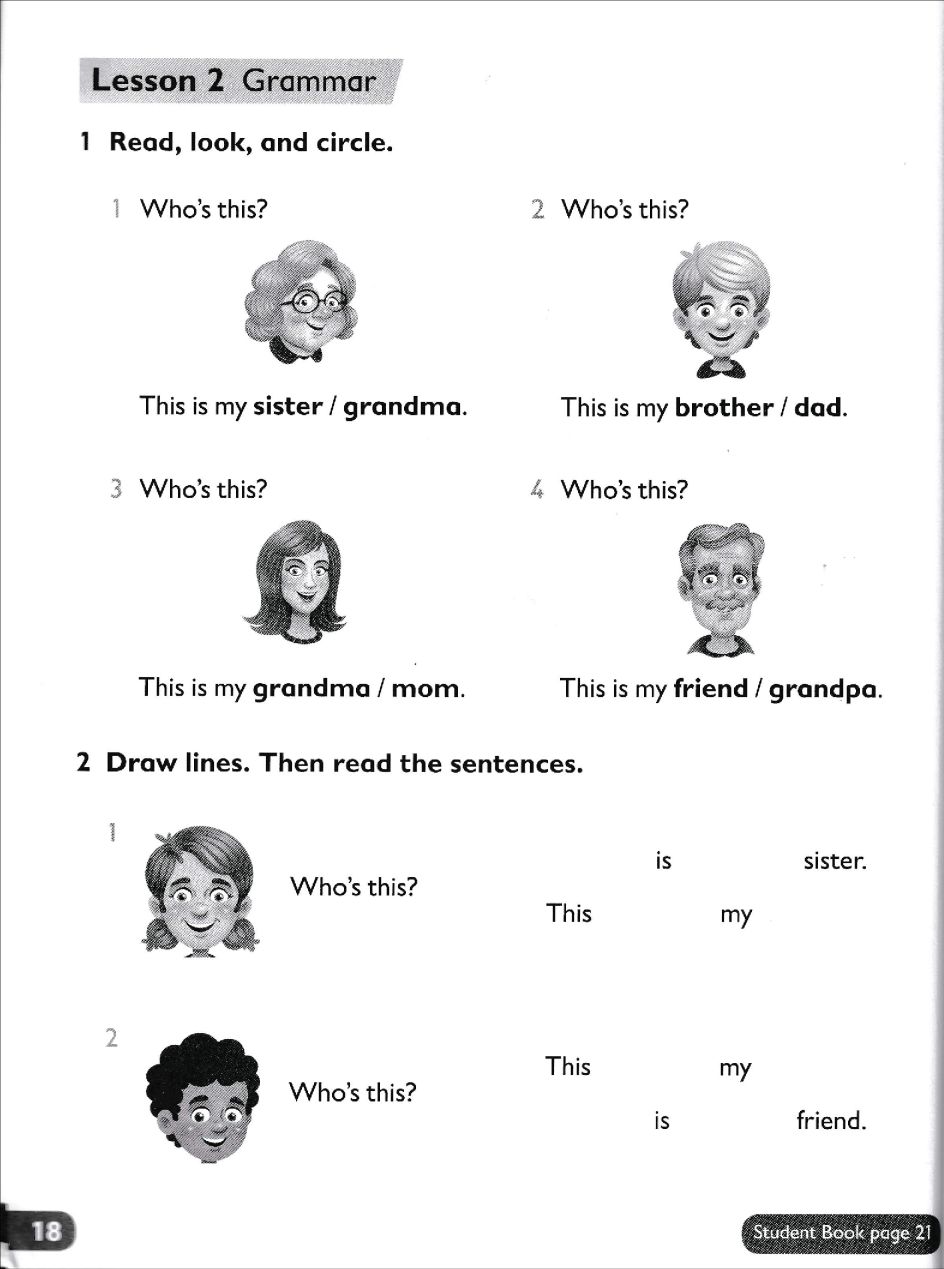 Lesson 2 Grammar
1 Read, look, and circle.
1 Who's this?
2 Who's this?
This is my sister / grandma.
This is my brother / dad.
3 Who's this?
4 Who's this?
This is my grandma / mom.
This is my friend / grandpa.
2 Draw lines. Then read the sentences.
1
Who's this?
is sister.
This my
2
Who's this?
This my
is friend.
18
Student Book page 21